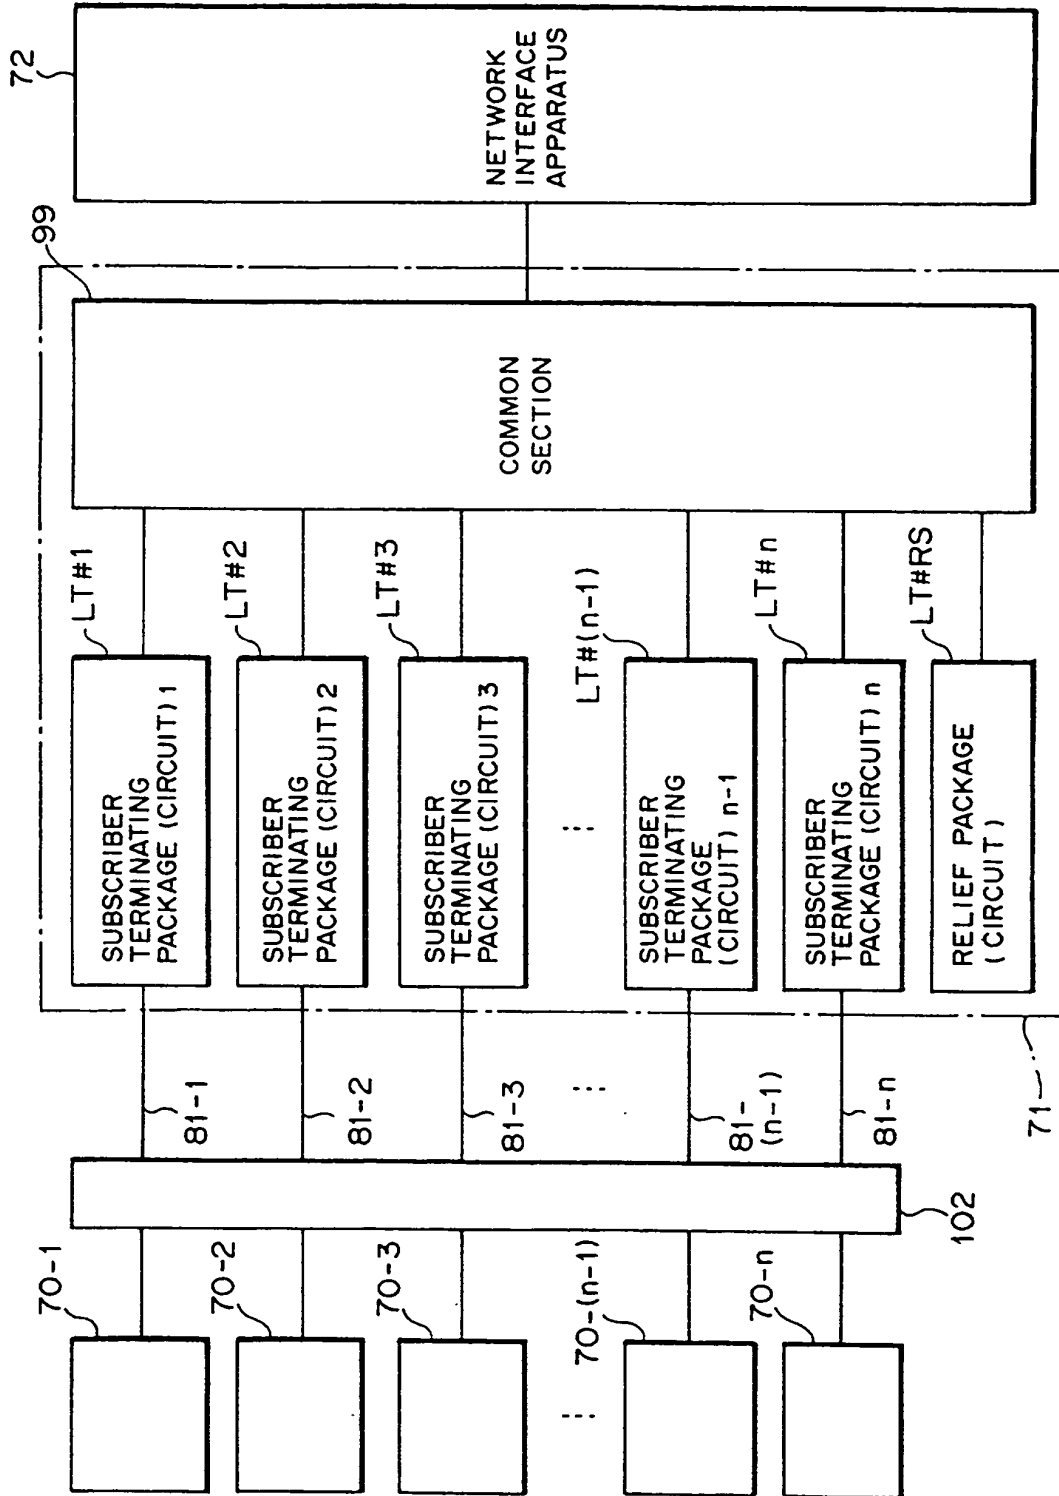 70-1
70-2
70-3
⋮
70-(n-1)
70-n
102
81-1
81-2
81-3
⋮
81-
(n-1)
81-n
71
SUBSCRIBER
TERMINATING
PACKAGE (CIRCUIT) 1
LT#1
SUBSCRIBER
TERMINATING
PACKAGE (CIRCUIT) 2
LT#2
SUBSCRIBER
TERMINATING
PACKAGE (CIRCUIT) 3
LT#3
⋮
SUBSCRIBER
TERMINATING
PACKAGE
(CIRCUIT) n-1
LT#(n-1)
SUBSCRIBER
TERMINATING
PACKAGE (CIRCUIT) n
LT#n
RELIEF PACKAGE
(CIRCUIT)
LT#RS
COMMON
SECTION
99
NETWORK
INTERFACE
APPARATUS
72